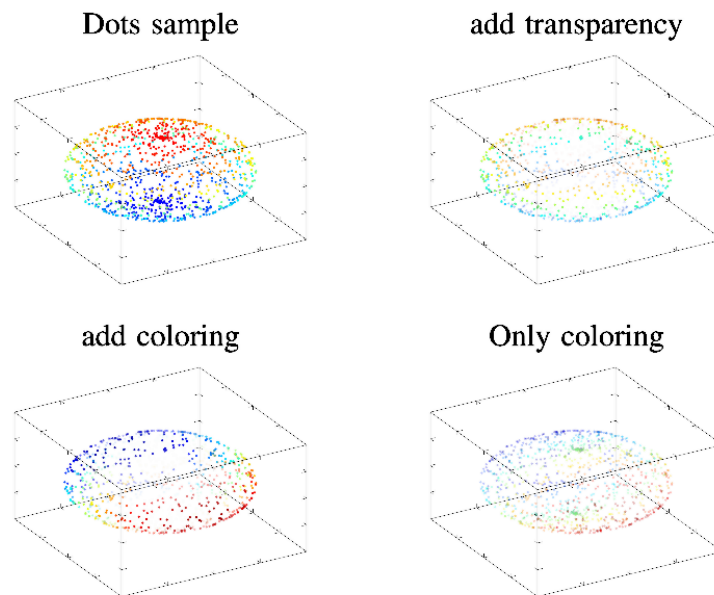 Dots sample
add transparency
add coloring
Only coloring